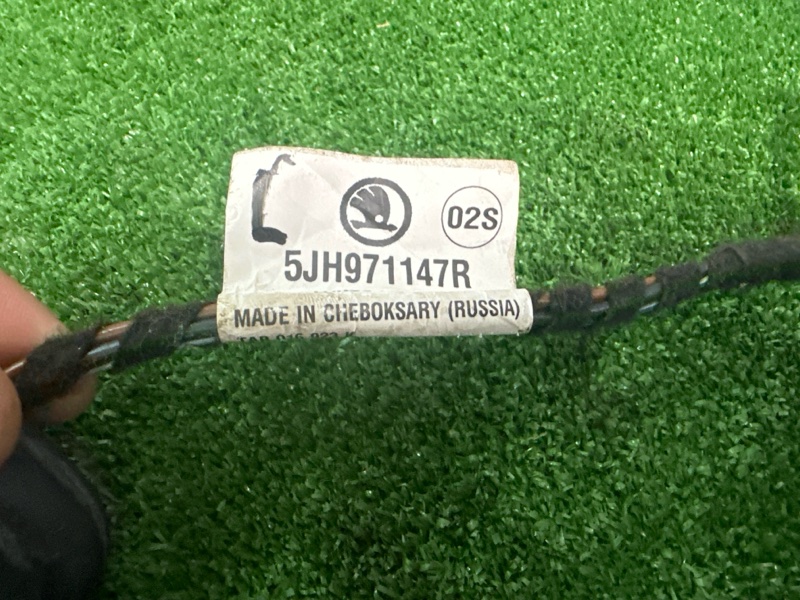 02S
5JH971147R
MADE IN CHEBOKSARY (RUSSIA)